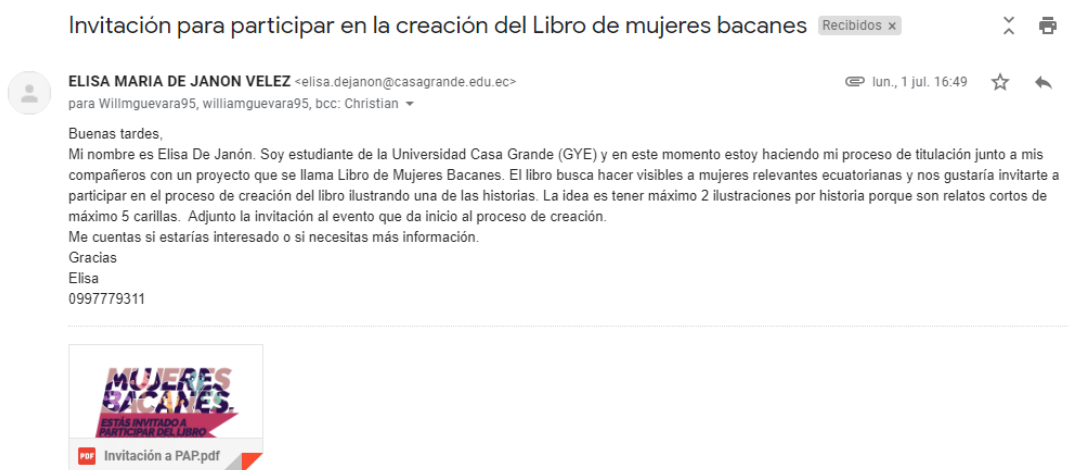 Invitación para participar en la creación del Libro de mujeres bacanes Recibidos x
ELISA MARIA DE JANON VELEZ <elisa.dejanon@casagrande.edu.ec> lun., 1 jul. 16:49
para Willmguevara95, williamguevara95, bcc: Christian
Buenas tardes,
Mi nombre es Elisa De Janón. Soy estudiante de la Universidad Casa Grande (GYE) y en este momento estoy haciendo mi proceso de titulación junto a mis
compañeros con un proyecto que se llama Libro de Mujeres Bacanes. El libro busca hacer visibles a mujeres relevantes ecuatorianas y nos gustaría invitarte a
participar en el proceso de creación del libro ilustrando una de las historias. La idea es tener máximo 2 ilustraciones por historia porque son relatos cortos de
máximo 5 carillas. Adjunto la invitación al evento que da inicio al proceso de creación.
Me cuentas si estarías interesado o si necesitas más información.
Gracias
Elisa
0997779311
MUJERES
BACANES.
ESTÁS INVITADO A
PARTICIPAR DEL LIBRO
PDF Invitación a PAP.pdf